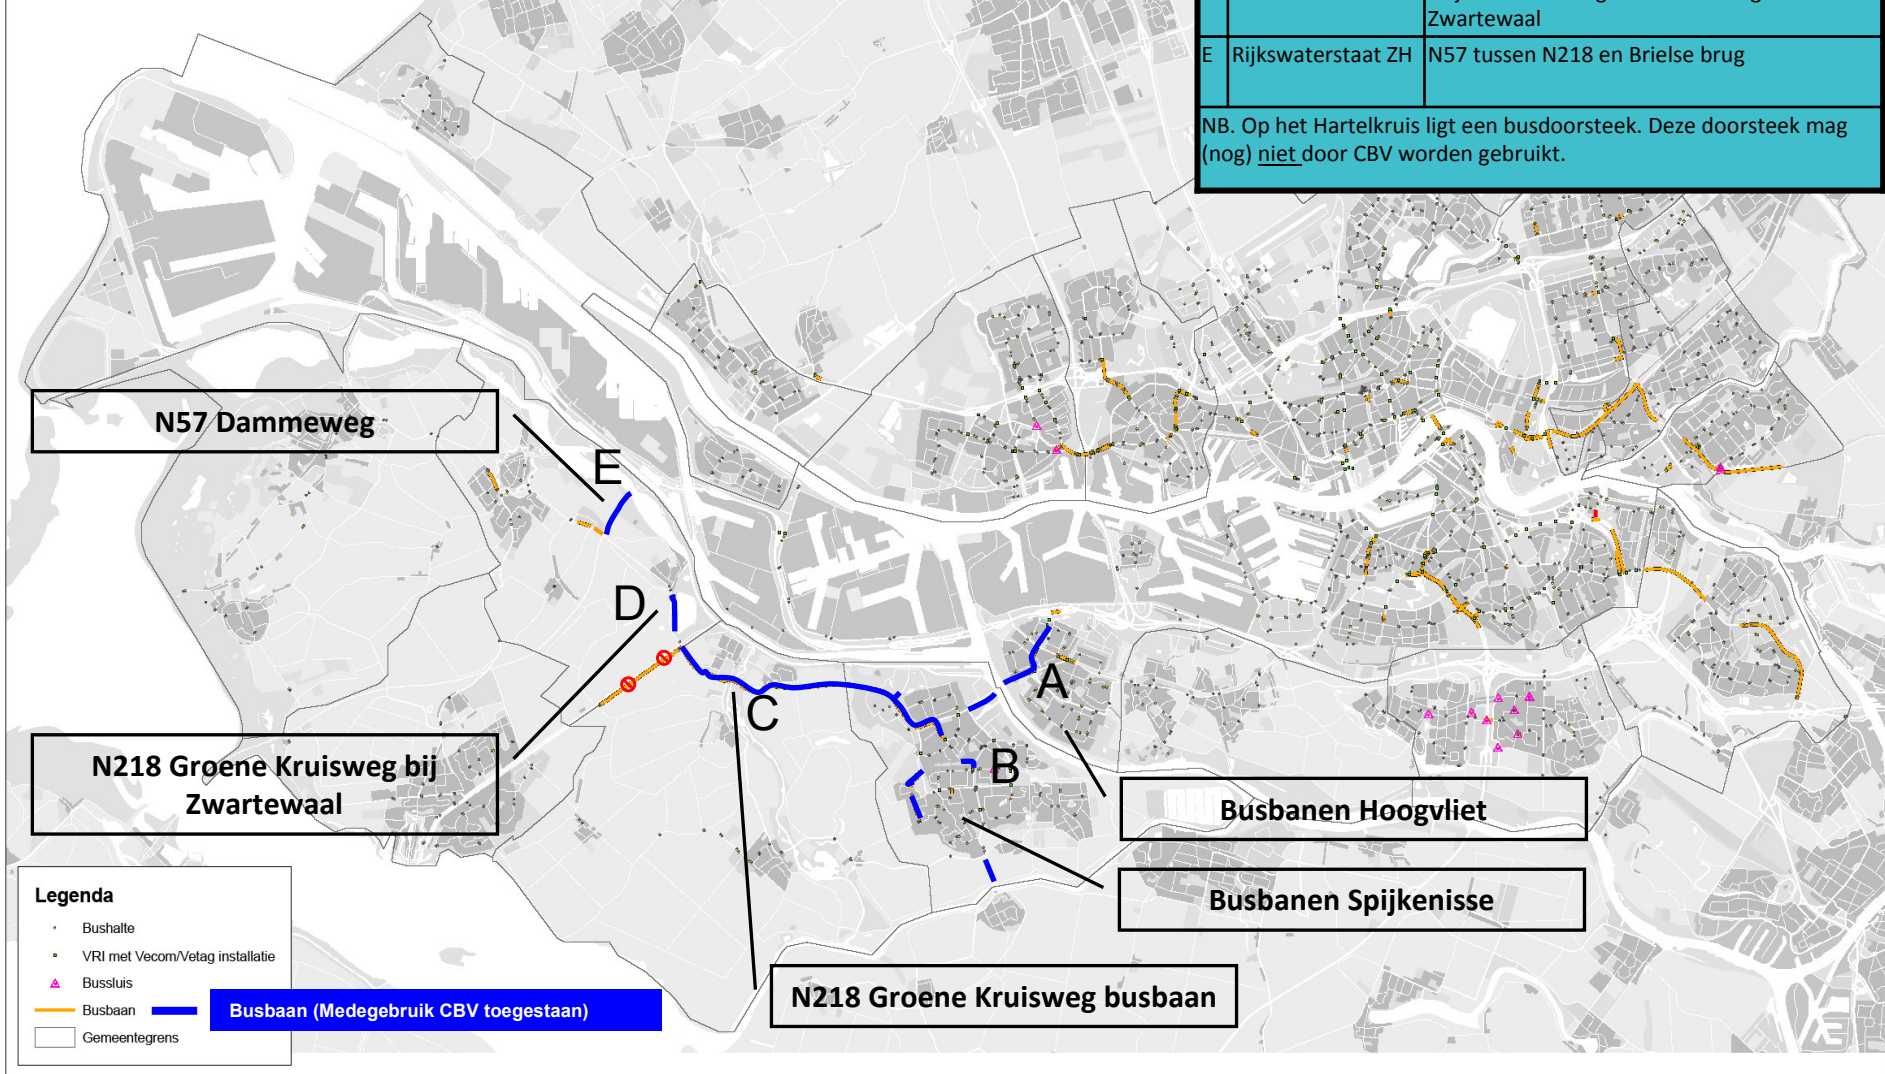 Zwartewaal
E Rijkswaterstaat ZH N57 tussen N218 en Brielse brug
NB. Op het Hartelkruis ligt een busdoorsteek. Deze doorsteek mag
(nog) niet door CBV worden gebruikt.
N57 Dammeweg
E
D
A
C
B
N218 Groene Kruisweg bij
Zwartewaal
Busbanen Hoogvliet
Busbanen Spijkenisse
N218 Groene Kruisweg busbaan
Legenda
Bushalte
VRI met Vecom/Vetag installatie
Bussluis
Busbaan
Busbaan (Medegebruik CBV toegestaan)
Gemeentegrens